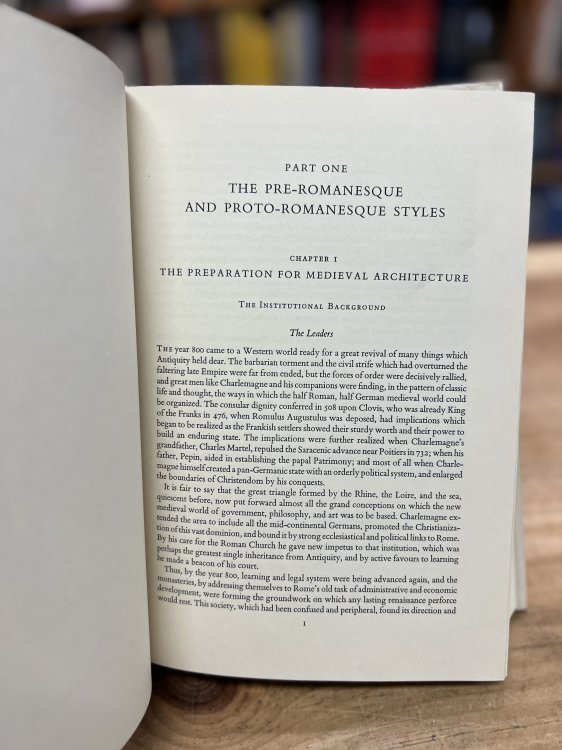 PART ONE
THE PRE-ROMANESQUE
AND PROTO-ROMANESQUE STYLES
CHAPTER I
THE PREPARATION FOR MEDIEVAL ARCHITECTURE
THE INSTITUTIONAL BACKGROUND
The Leaders
THE year 800 came to a Western world ready for a great revival of many things which
Antiquity held dear. The barbarian torment and the civil strife which had overturned the
faltering late Empire were far from ended, but the forces of order were decisively rallied,
and great men like Charlemagne and his companions were finding, in the pattern of classic
life and thought, the ways in which the half Roman, half German medieval world could
be organized. The consular dignity conferred in 508 upon Clovis, who was already King
of the Franks in 476, when Romulus Augustulus was deposed, had implications which
began to be realized as the Frankish settlers showed their sturdy worth and their power to
build an enduring state. The implications were further realized when Charlemagne's
grandfather, Charles Martel, repulsed the Saracenic advance near Poitiers in 732; when his
father, Pepin, aided in establishing the papal Patrimony; and most of all when Charle-
magne himself created a pan-Germanic state with an orderly political system, and enlarged
the boundaries of Christendom by his conquests.
It is fair to say that the great triangle formed by the Rhine, the Loire, and the sea,
quiescent before, now put forward almost all the grand conceptions on which the new
medieval world of government, philosophy, and art was to be based. Charlemagne ex-
tended the area to include all the mid-continental Germans, promoted the Christianiza-
tion of this vast dominion, and bound it by strong ecclesiastical and political links to Rome.
By his care for the Roman Church he gave new impetus to that institution, which was
perhaps the greatest single inheritance from Antiquity, and by active favours to learning
he made a beacon of his court.
Thus, by the year 800, learning and legal system were being advanced again, and the
monasteries, by addressing themselves to Rome's old task of administrative and economic
development, were forming the groundwork on which any lasting renaissance perforce
would rest. This society, which had been confused and peripheral, found its direction and
I